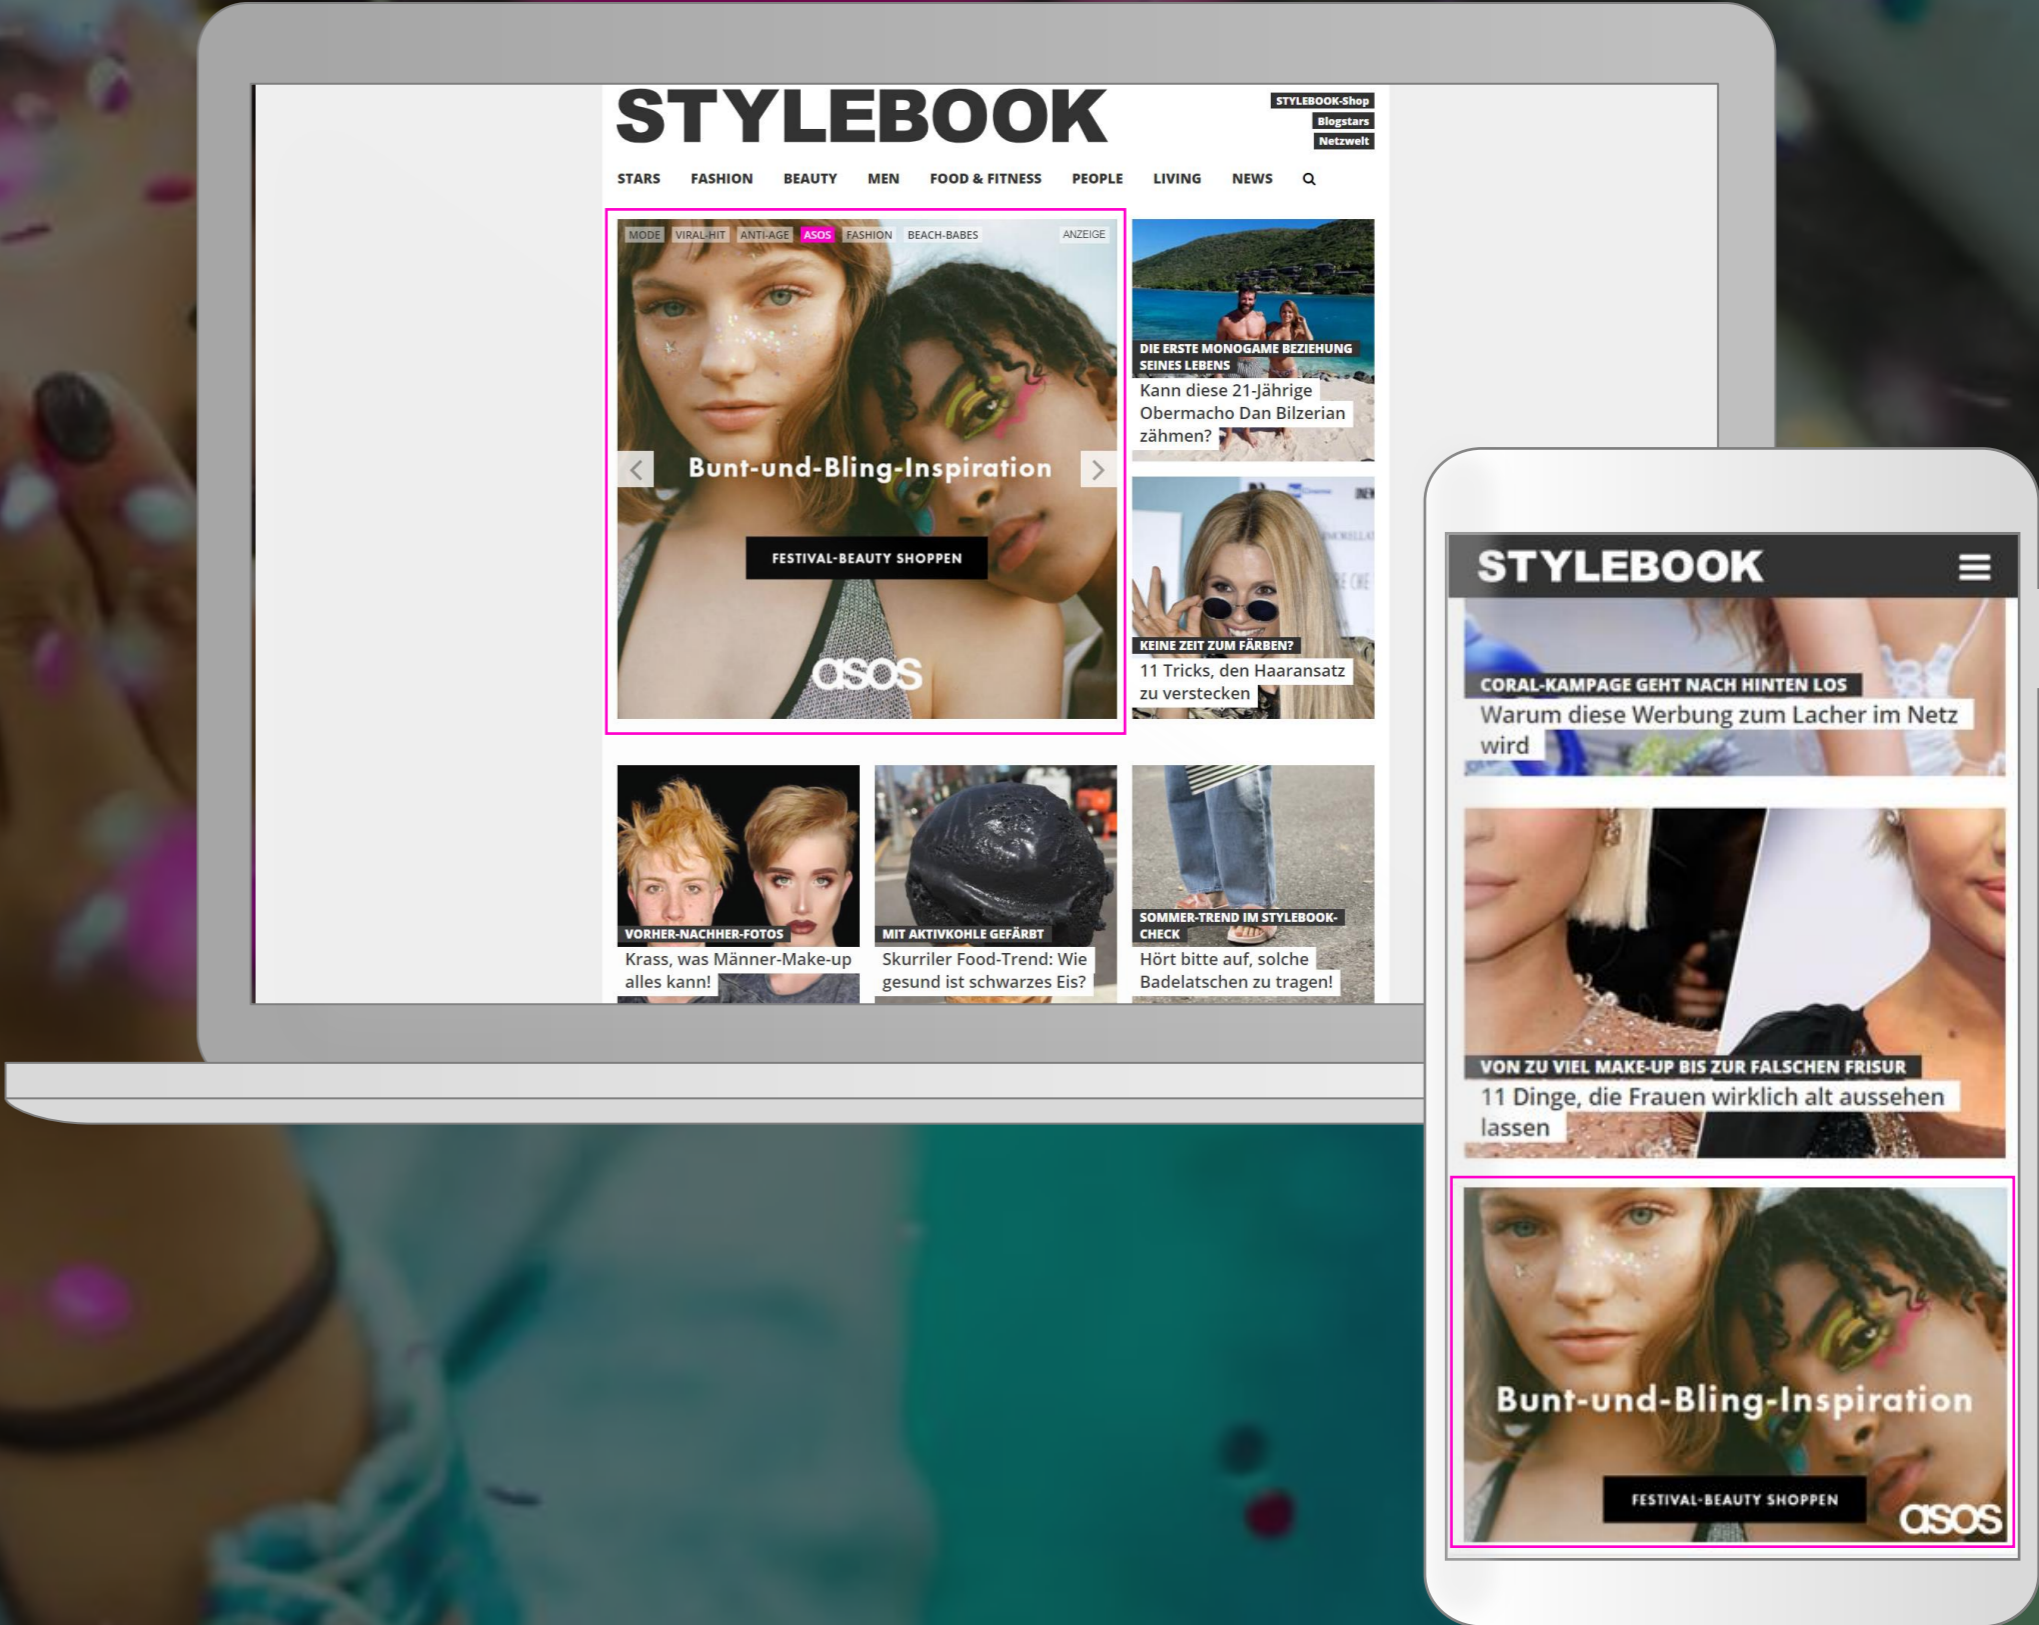 STYLEBOOK
STYLEBOOK-Shop
Blogstars
Netzwelt
STARS FASHION BEAUTY MEN FOOD & FITNESS PEOPLE LIVING NEWS
MODE VIRAL-HIT ANTI-AGE ASOS FASHION BEACH-BABES ANZEIGE
Bunt-und-Bling-Inspiration
FESTIVAL-BEAUTY SHOPPEN
asos
DIE ERSTE MONOGAME BEZIEHUNG
SEINES LEBENS
Kann diese 21-Jährige
Obermacho Dan Bilzerian
zähmen?
KEINE ZEIT ZUM FÄRBEN?
11 Tricks, den Haaransatz
zu verstecken
VORHER-NACHHER-FOTOS
Krass, was Männer-Make-up
alles kann!
MIT AKTIVKOHLE GEFÄRBT
Skurriler Food-Trend: Wie
gesund ist schwarzes Eis?
SOMMER-TREND IM STYLEBOOK-
CHECK
Hört bitte auf, solche
Badelatschen zu tragen!
STYLEBOOK
CORAL-KAMPAGE GEHT NACH HINTEN LOS
Warum diese Werbung zum Lacher im Netz
wird
VON ZU VIEL MAKE-UP BIS ZUR FALSCHEN FRISUR
11 Dinge, die Frauen wirklich alt aussehen
lassen
Bunt-und-Bling-Inspiration
FESTIVAL-BEAUTY SHOPPEN
asos